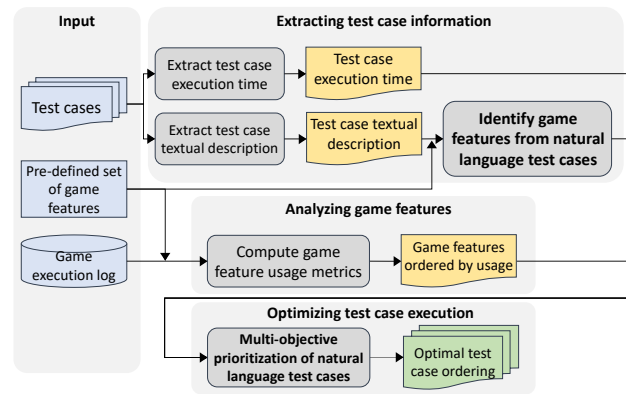 Input
Extracting test case information
Test cases
Extract test case
execution time
Test case
execution time
Extract test case
textual description
Test case textual
description
Identify game
features from natural
language test cases
Pre-defined set
of game
features
Analyzing game features
Game
execution log
Compute game
feature usage metrics
Game features
ordered by usage
Optimizing test case execution
Multi-objective
prioritization of natural
language test cases
Optimal test
case ordering